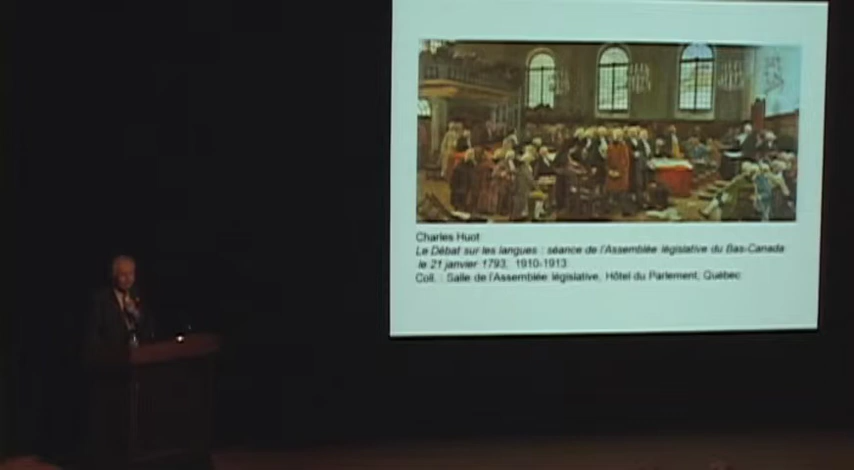 Charles Huot
Le Débat sur les langues : séance de l'Assemblée législative du Bas-Canada
le 21 janvier 1793, 1910-1913
Coll. : Salle de l'Assemblée législative, Hôtel du Parlement, Québec